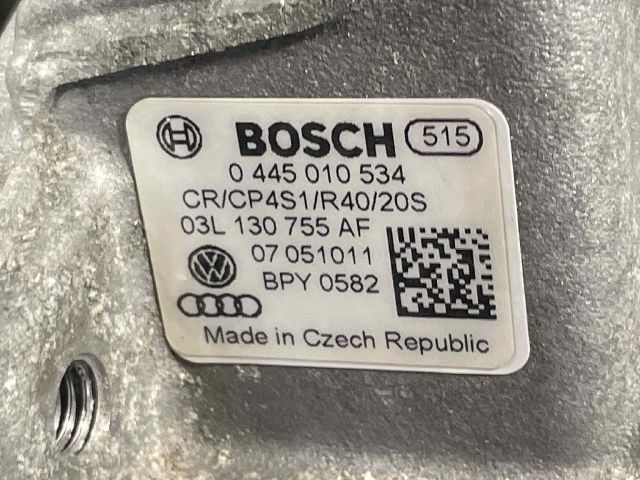 BOSCH 515
0 445 010 534
CR/CP4S1/R40/20S
03L 130 755 AF
07 051011
BPY 0582
Made in Czech Republic